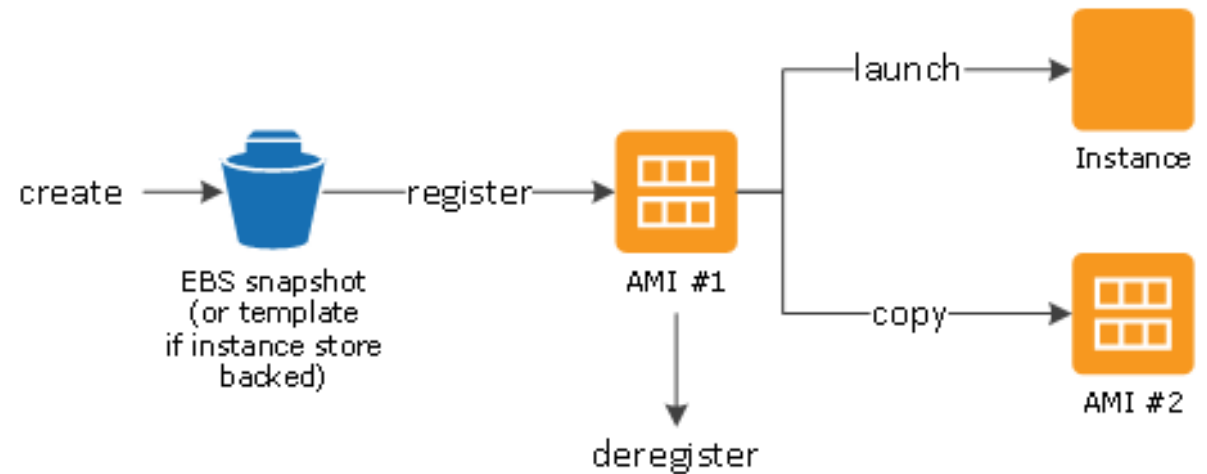 launch
Instance
create
register
EBS snapshot
(or template
if instance store
backed)
AMI #1
copy
AMI #2
deregister